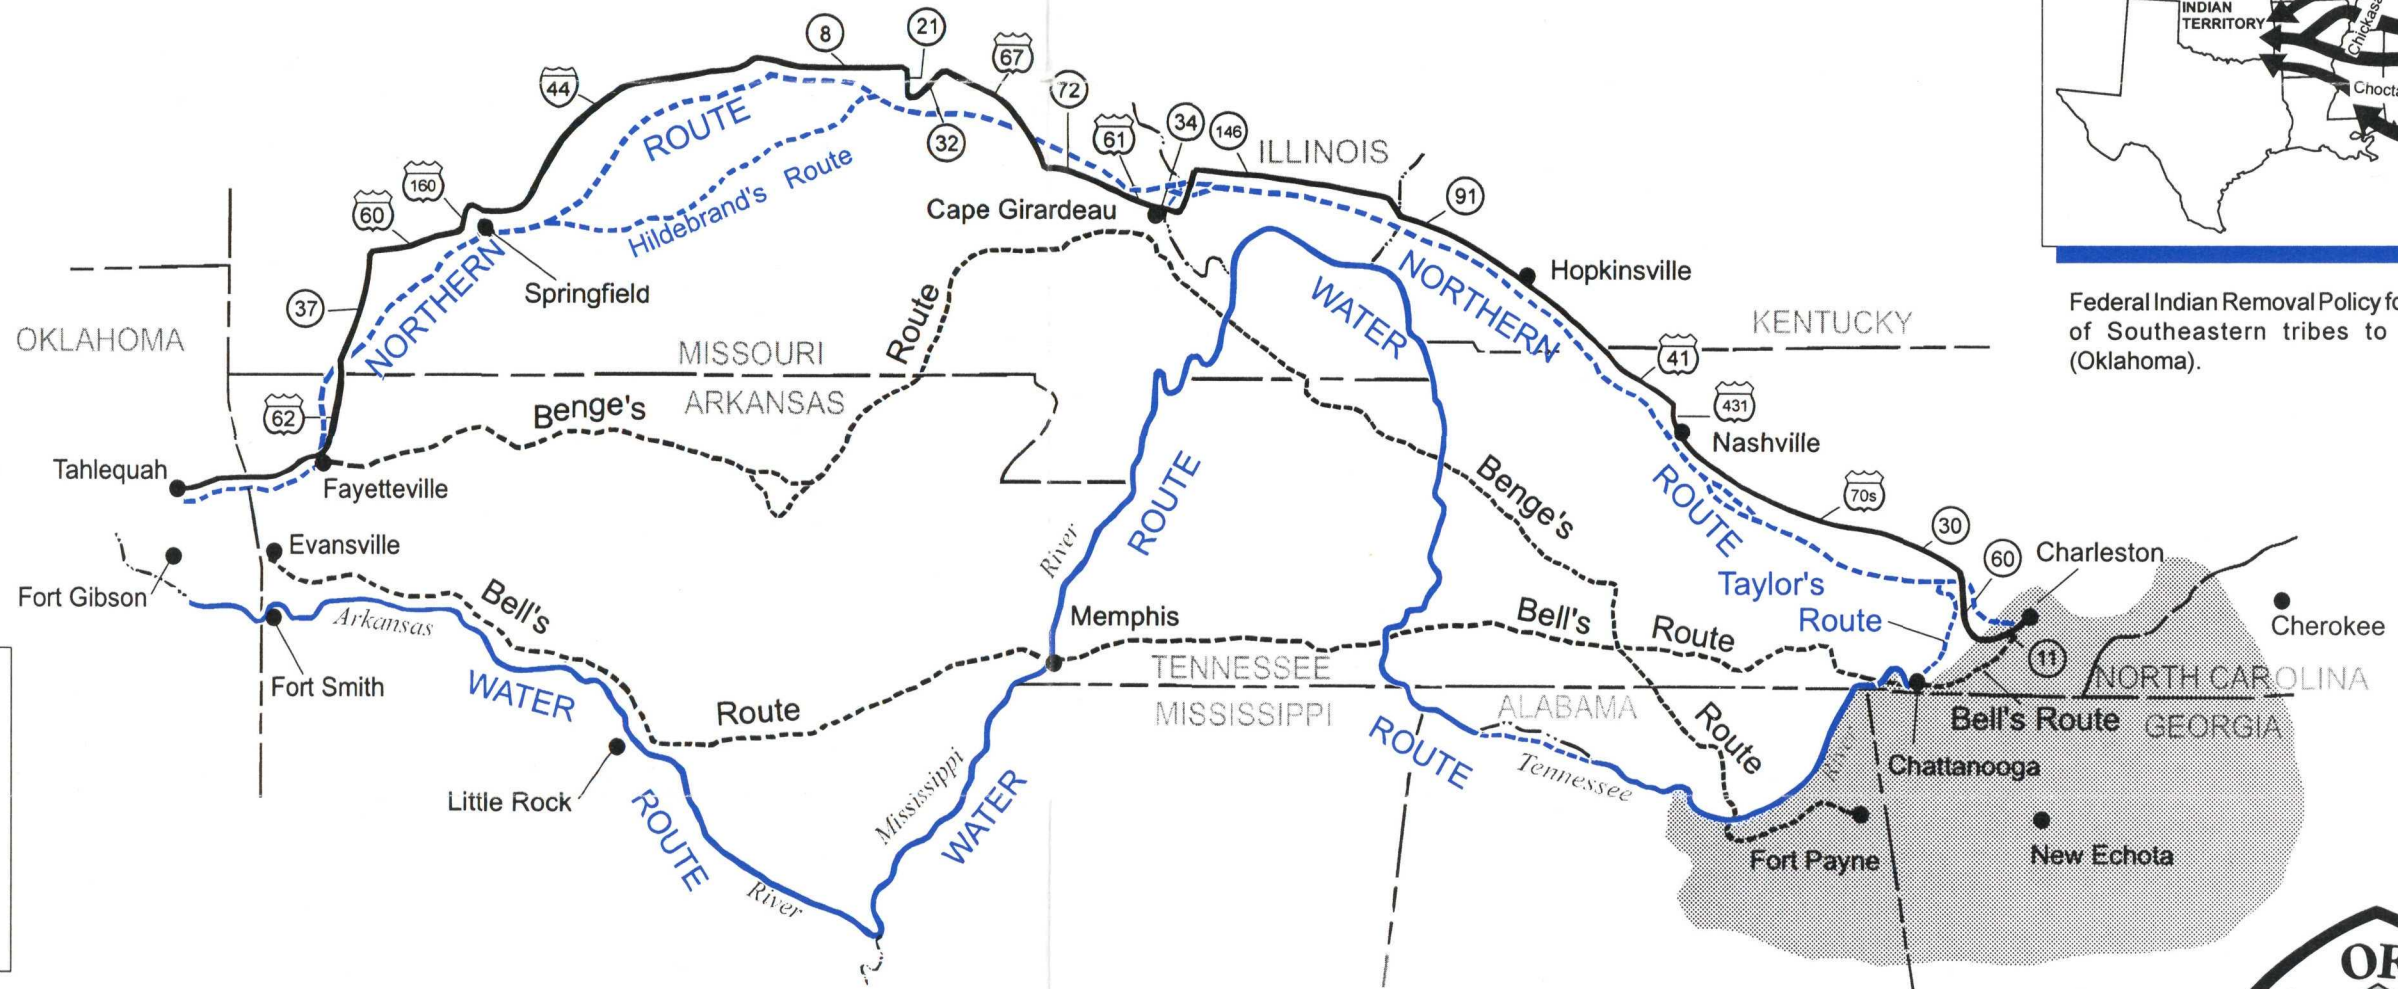 INDIAN
TERRITORY
8
21
67
44
72
32
61
34
146
ILLINOIS
ROUTE
Hildebrand's Route
160
60
91
Cape Girardeau
Hopkinsville
Springfield
NORTHERN
NORTHERN
WATER
37
OKLAHOMA
MISSOURI
Route
KENTUCKY
41
Federal Indian Removal Policy
of Southeastern tribes to
(Oklahoma).
62
Benge's
ARKANSAS
431
Nashville
Tahlequah
Fayetteville
ROUTE
Benge's
ROUTE
70s
30
60
Charleston
Evansville
River
Fort Gibson
Bell's
Arkansas
Memphis
Bell's
Route
Taylor's
Route
Cherokee
11
Fort Smith
WATER
TENNESSEE
NORTH CAROLINA
Route
MISSISSIPPI
ALABAMA
Bell's Route
GEORGIA
Little Rock
ROUTE
Mississippi
WATER
ROUTE
Tennessee
Route
River
Chattanooga
River
Fort Payne
New Echota